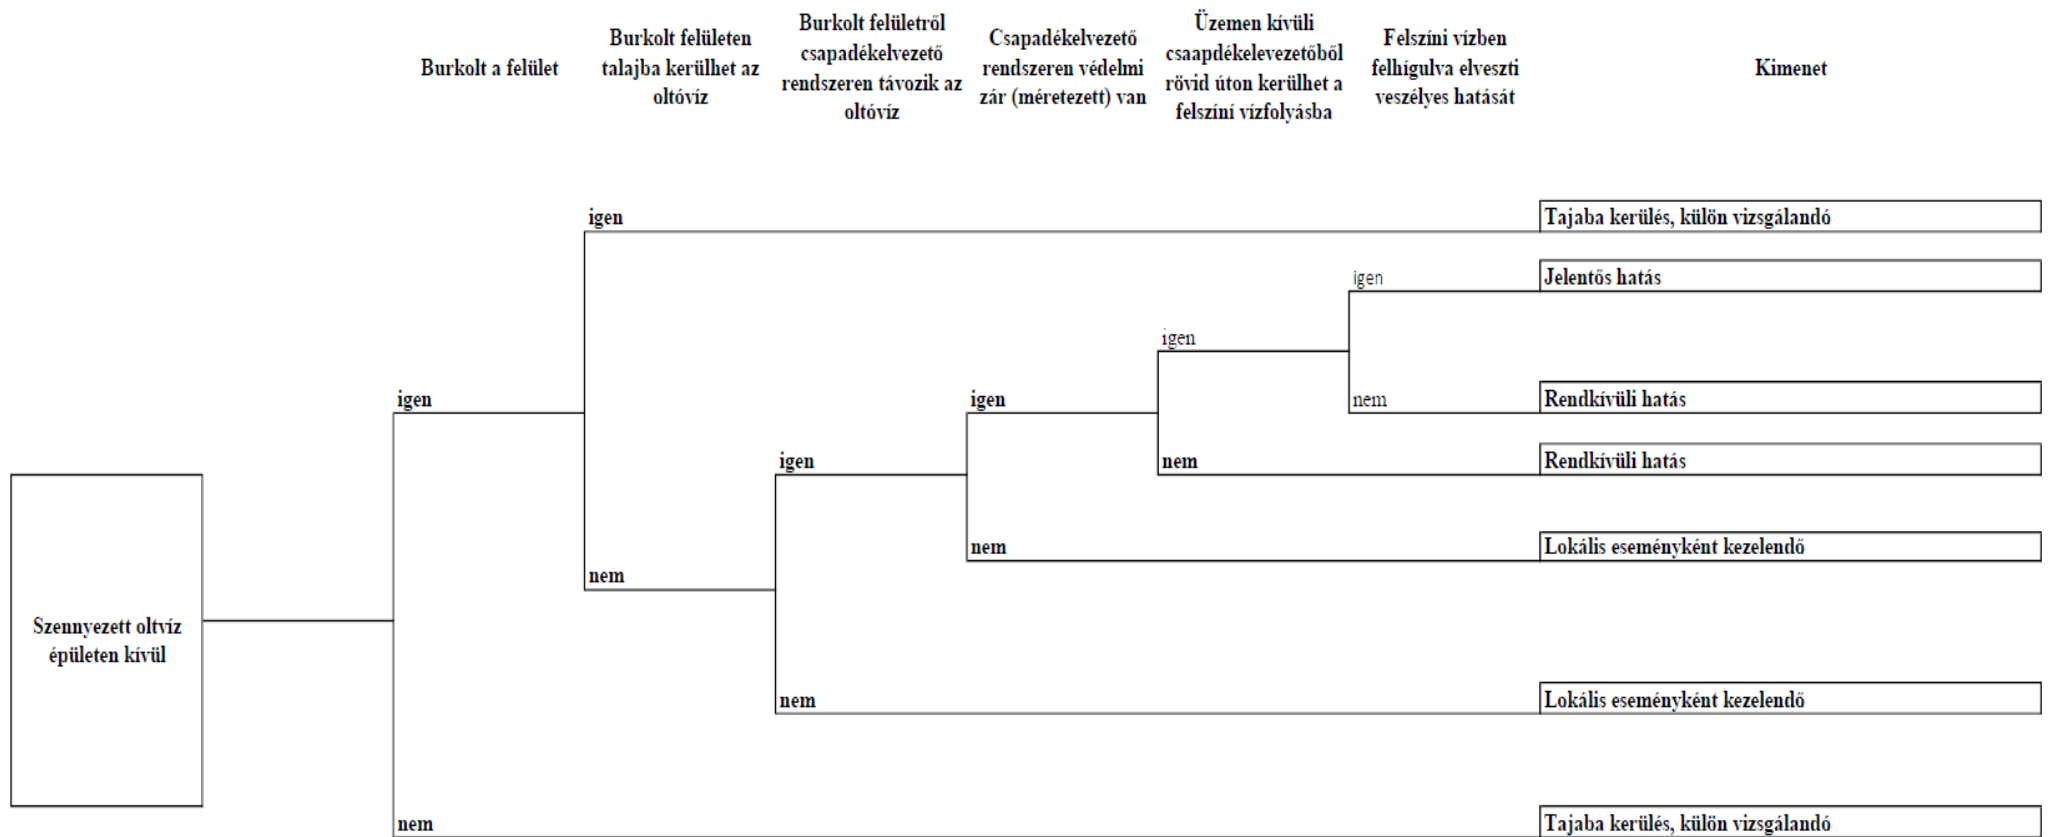 Burkolt a felület
Burkolt felületen
talajba kerülhet az
oltóvíz
Burkolt felületről
csapadékelvezető
rendszeren távozik az
oltóvíz
Csapadékelvezető
rendszeren védelmi
zár (méretezett) van
Üzemen kívüli
csaapdékelevezetőből
rövid úton kerülhet a
felszíni vízfolyásba
Felszíni vízben
felhígulva elveszti
veszélyes hatását
Kimenet
igen
Tajaba kerülés, külön vizsgálandó
igen
Jelentős hatás
igen
igen
igen
nem
Rendkívüli hatás
igen
nem
Rendkívüli hatás
nem
Lokális eseményként kezelendő
nem
Szennyezett oltvíz
épületen kívül
nem
Lokális eseményként kezelendő
nem
Tajaba kerülés, külön vizsgálandó